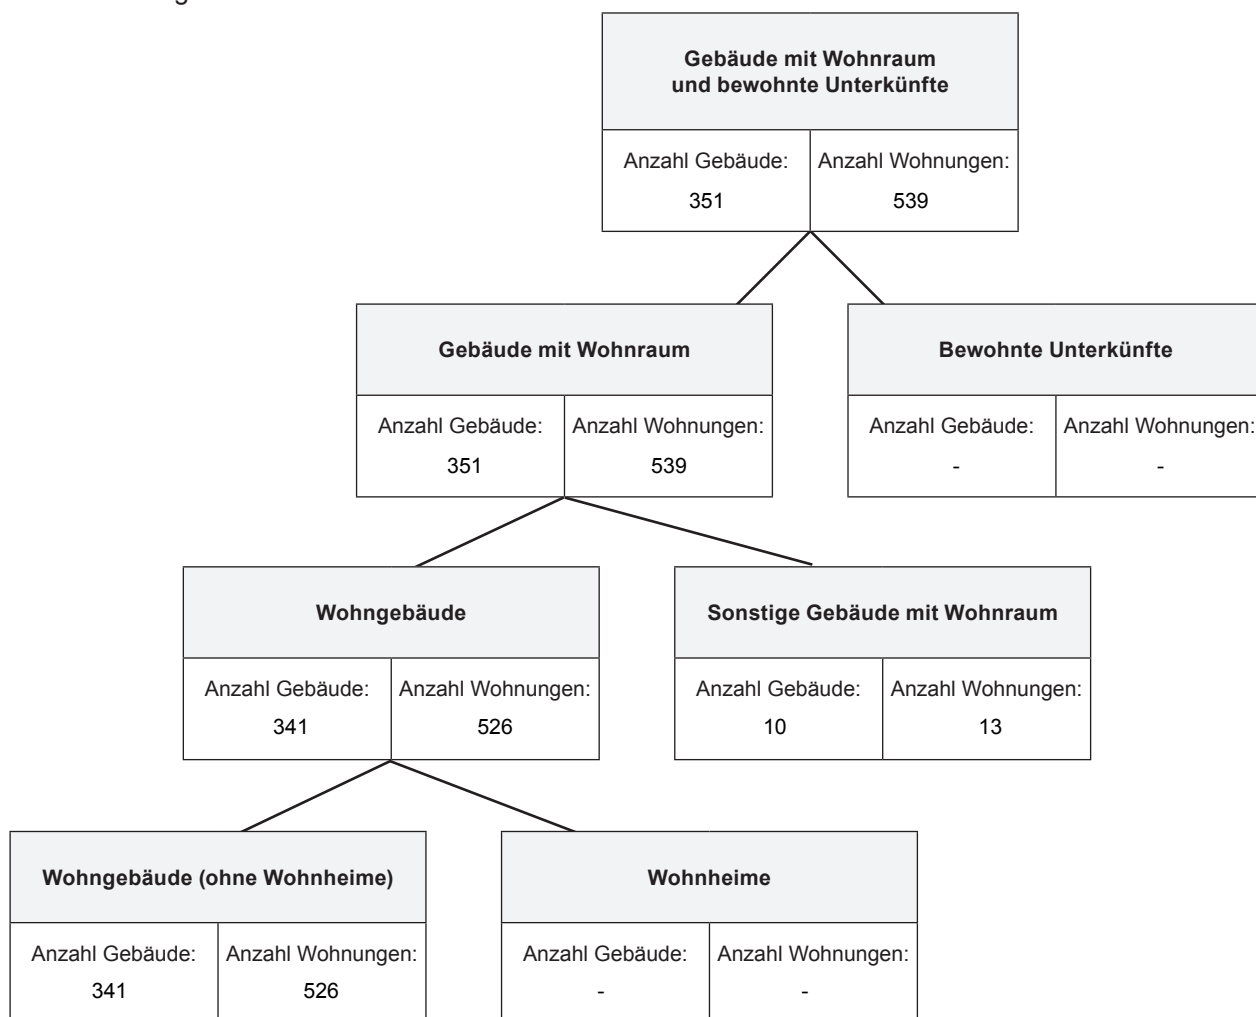 Gebäude mit Wohnraum
und bewohnte Unterkünfte
Anzahl Gebäude: Anzahl Wohnungen:
351 539
Gebäude mit Wohnraum
Anzahl Gebäude: Anzahl Wohnungen:
351 539
Bewohnte Unterkünfte
Anzahl Gebäude: Anzahl Wohnungen:
- -
Wohngebäude
Anzahl Gebäude: Anzahl Wohnungen:
341 526
Sonstige Gebäude mit Wohnraum
Anzahl Gebäude: Anzahl Wohnungen:
10 13
Wohngebäude (ohne Wohnheime)
Anzahl Gebäude: Anzahl Wohnungen:
341 526
Wohnheime
Anzahl Gebäude: Anzahl Wohnungen:
- -